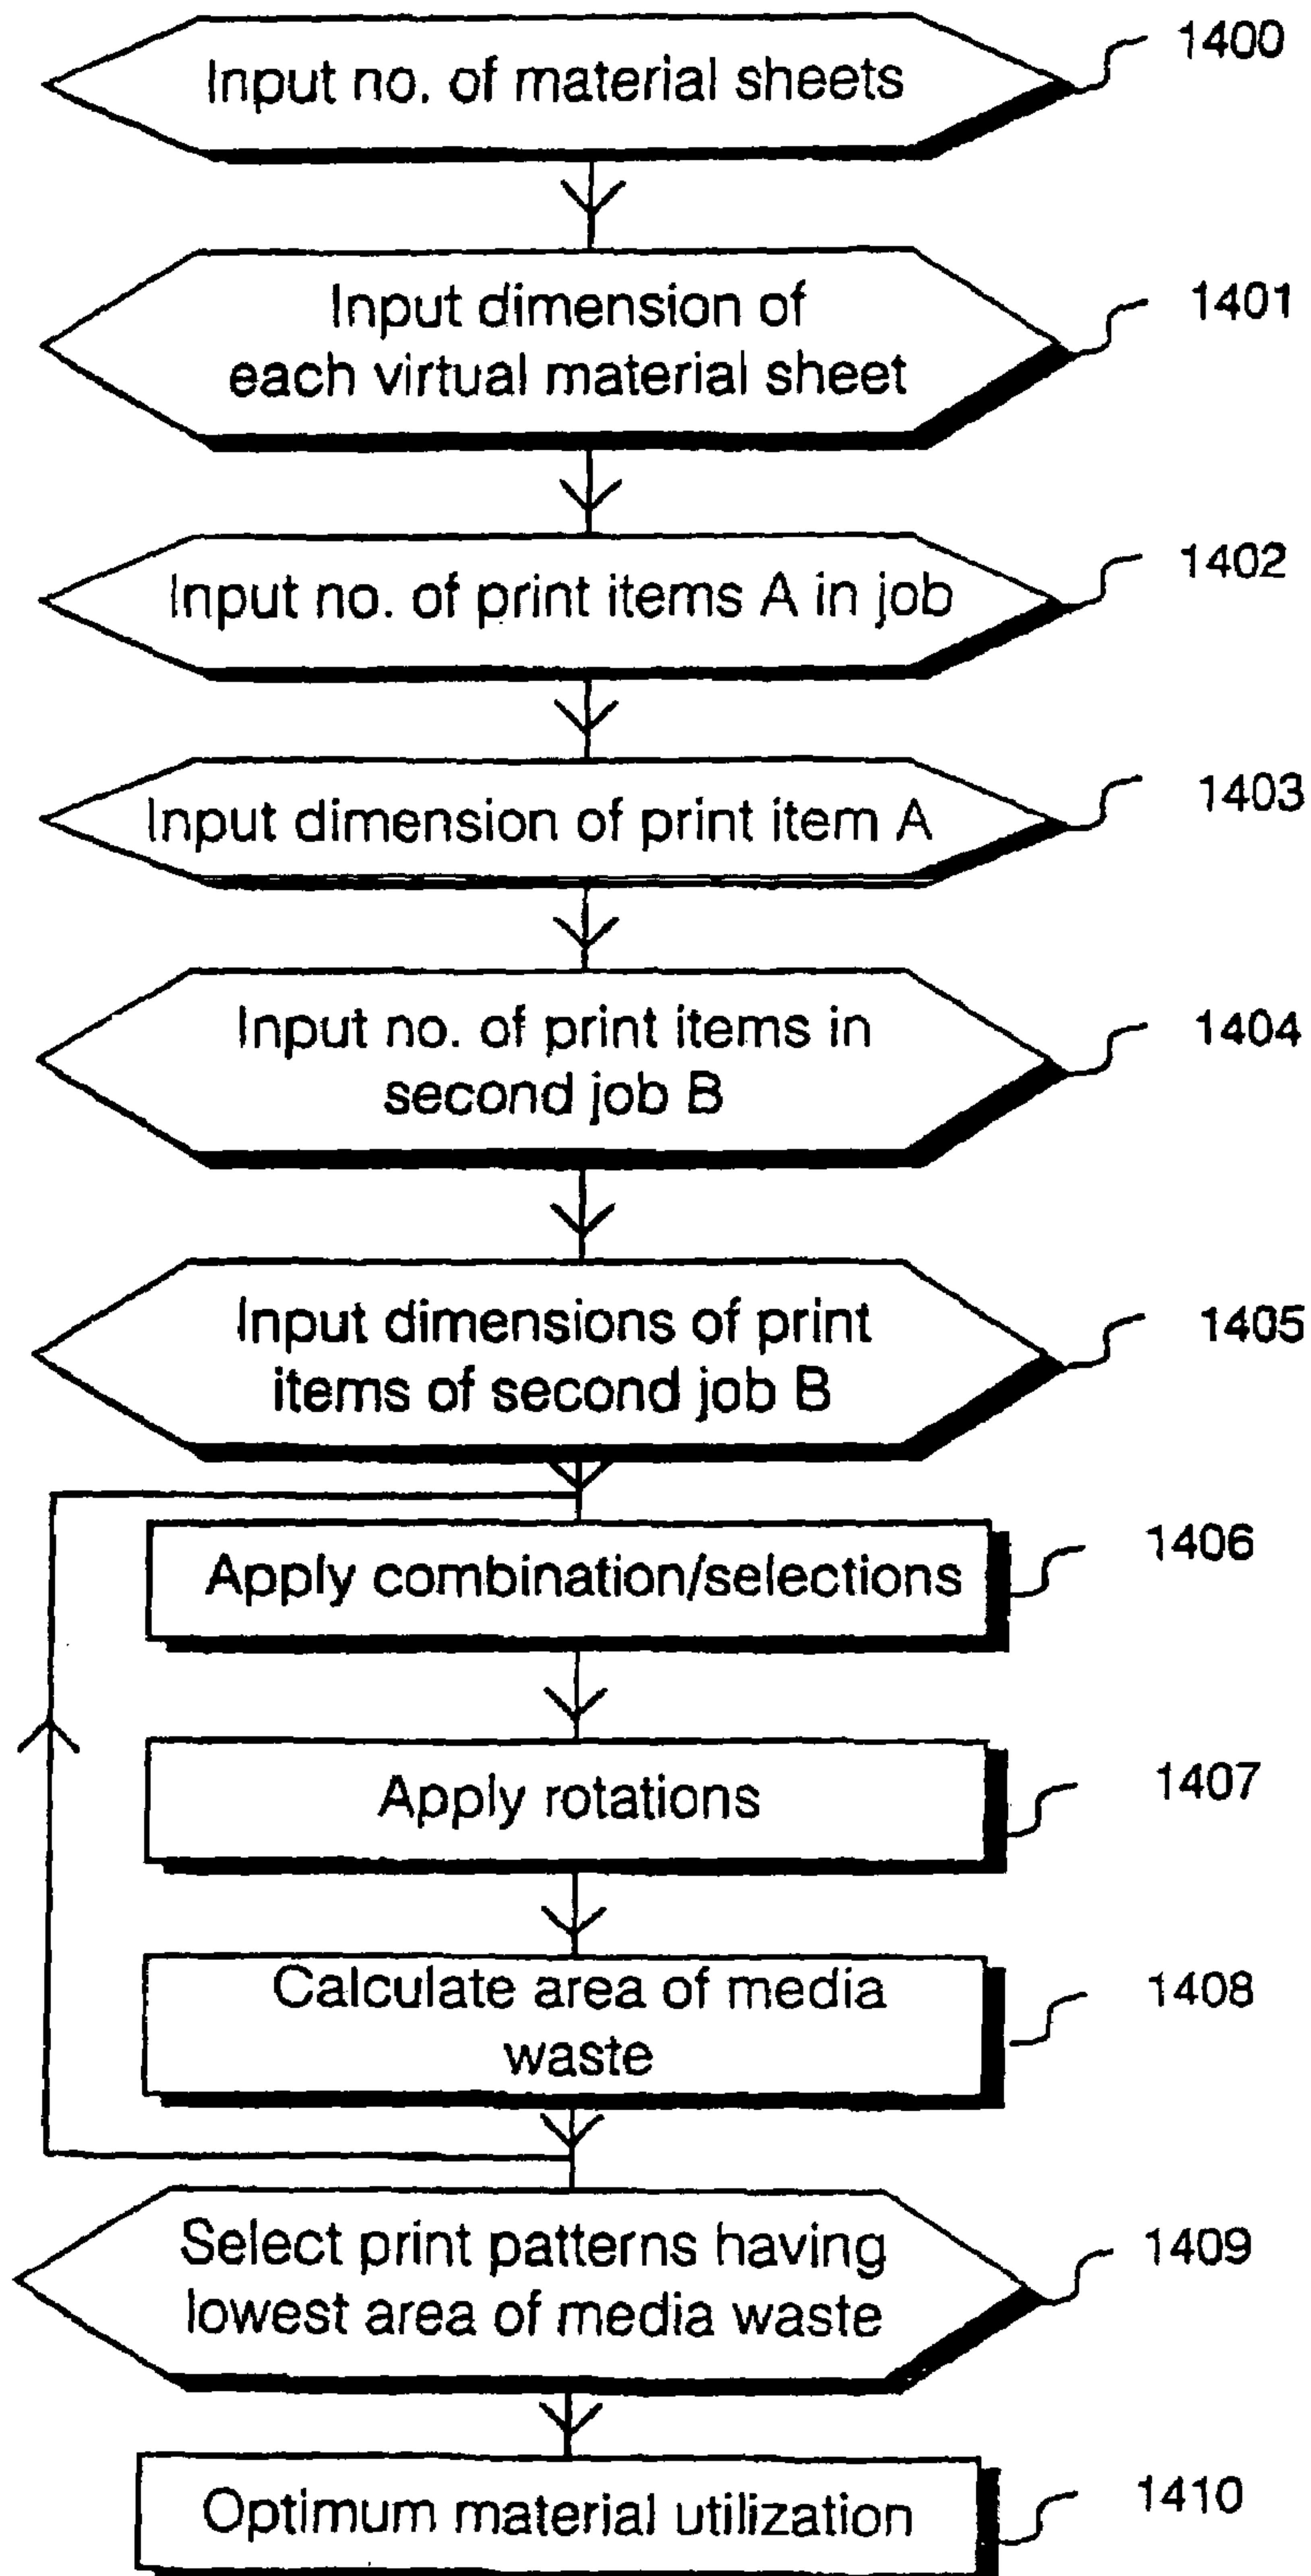 Input no. of material sheets
1400
Input dimension of
each virtual material sheet
1401
Input no. of print items A in job
1402
Input dimension of print item A
1403
Input no. of print items in
second job B
1404
Input dimensions of print
items of second job B
1405
Apply combination/selections
1406
Apply rotations
1407
Calculate area of media
waste
1408
Select print patterns having
lowest area of media waste
1409
Optimum material utilization
1410